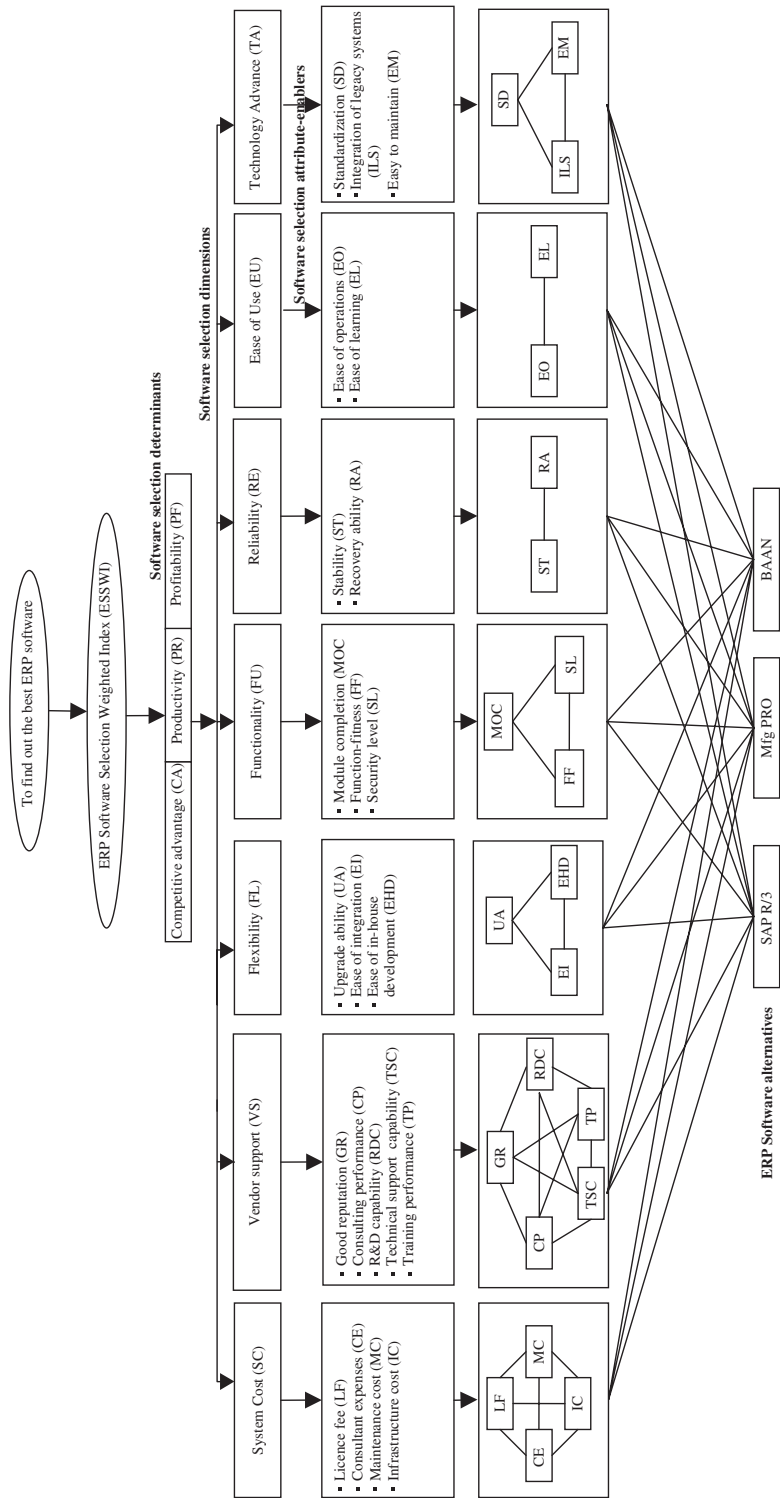 To find out the best ERP software
ERP Software Selection Weighted Index (ESSWI)
Software selection determinants
Competitive advantage (CA)
Productivity (PR)
Profitability (PF)
Software selection dimensions
System Cost (SC)
Vendor support (VS)
Flexibility (FL)
Functionality (FU)
Reliability (RE)
Ease of Use (EU)
Technology Advance (TA)
Software selection attribute-enablers
▪ Licence fee (LF)
▪ Consultant expenses (CE)
▪ Maintenance cost (MC)
▪ Infrastructure cost (IC)
▪ Good reputation (GR)
▪ Consulting performance (CP)
▪ R&D capability (RDC)
▪ Technical support capability (TSC)
▪ Training performance (TP)
▪ Upgrade ability (UA)
▪ Ease of integration (EI)
▪ Ease of in-house
development (EHD)
▪ Module completion (MOC
▪ Function-fitness (FF)
▪ Security level (SL)
▪ Stability (ST)
▪ Recovery ability (RA)
▪ Ease of operations (EO)
▪ Ease of learning (EL)
▪ Standardization (SD)
▪ Integration of legacy systems
(ILS)
▪ Easy to maintain (EM)
LF
CE
MC
IC
GR
CP
RDC
TSC
TP
UA
EI
EHD
MOC
FF
SL
ST
RA
EO
EL
SD
ILS
EM
SAP R/3
Mfg PRO
BAAN
ERP Software alternatives